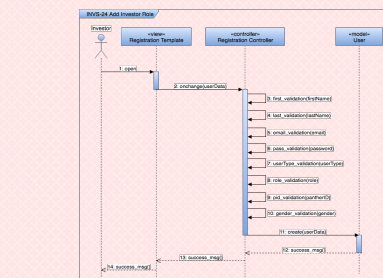 INVS-24 Add Investor Role
Investor
«view»
Registration Template
«controller»
Registration Controller
«model»
User
1: open()
2: onchange(userData)
3: first_validation(firstName)
4: last_validation(lastName)
5: email_validation(email)
6: pass_validation(password)
7: userType_validation(userType)
8: role_validation(role)
9: pid_validation(pantherID)
10: gender_validation(gender)
11: create(userData)
12: success_msg()
13: success_msg()
14: success_msg()